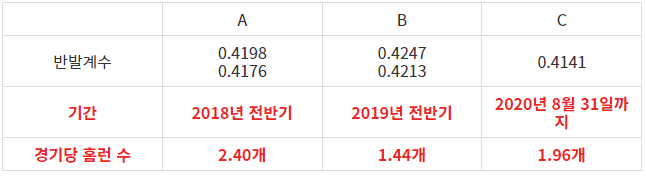 A B C
반발계수 0.4198 0.4247 0.4141
0.4176 0.4213
기간 2018년 전반기 2019년 전반기 2020년 8월 31일까
지
경기당 홈런 수 2.40개 1.44개 1.96개